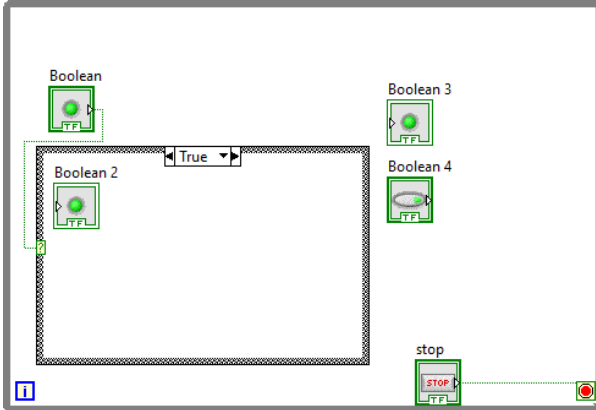 Boolean
TF
Boolean 3
TF
True
Boolean 2
TF
?
Boolean 4
TF
stop
STOP
TF
i